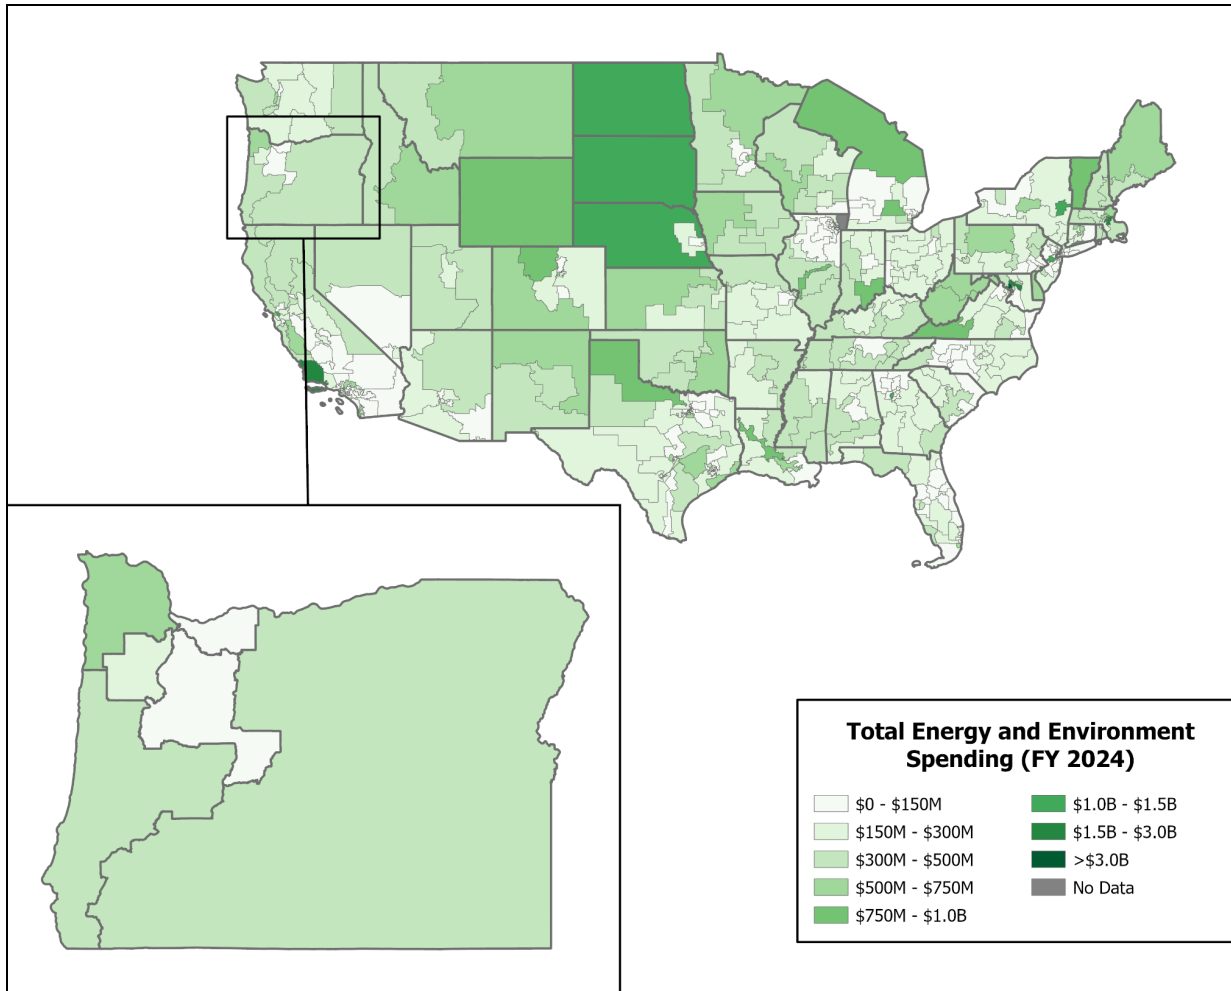 Total Energy and Environment
Spending (FY 2024)
$0 - $150M
$150M - $300M
$300M - $500M
$500M - $750M
$750M - $1.0B
$1.0B - $1.5B
$1.5B - $3.0B
>$3.0B
No Data